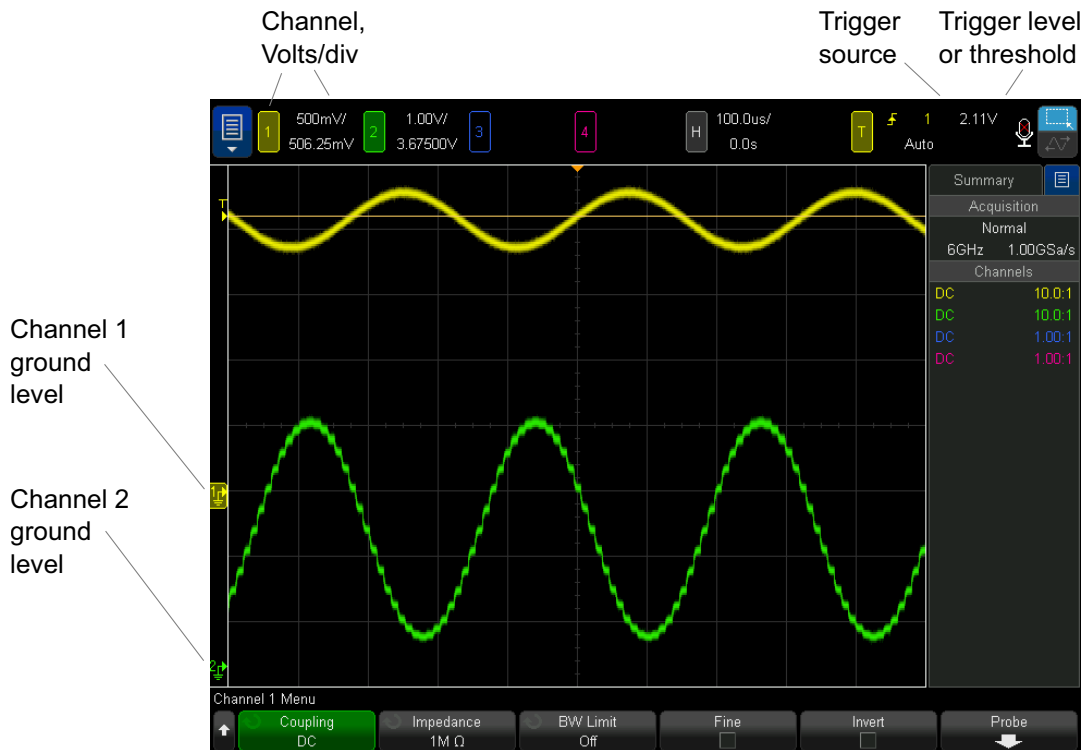 Channel,
Volts/div
Trigger
source
Trigger level
or threshold
1
500mV/
506.25mV
2
1.00V/
3.67500V
3
4
H
100.0us/
0.0s
T
1
2.11V
Auto
Summary
Acquisition
Normal
6GHz 1.00GSa/s
Channels
DC 10.0:1
DC 10.0:1
DC 1.00:1
DC 1.00:1
T
Channel 1
ground
level
1
Channel 2
ground
level
2
Channel 1 Menu
Coupling
DC
Impedance
1M Ω
BW Limit
Off
Fine
Invert
Probe